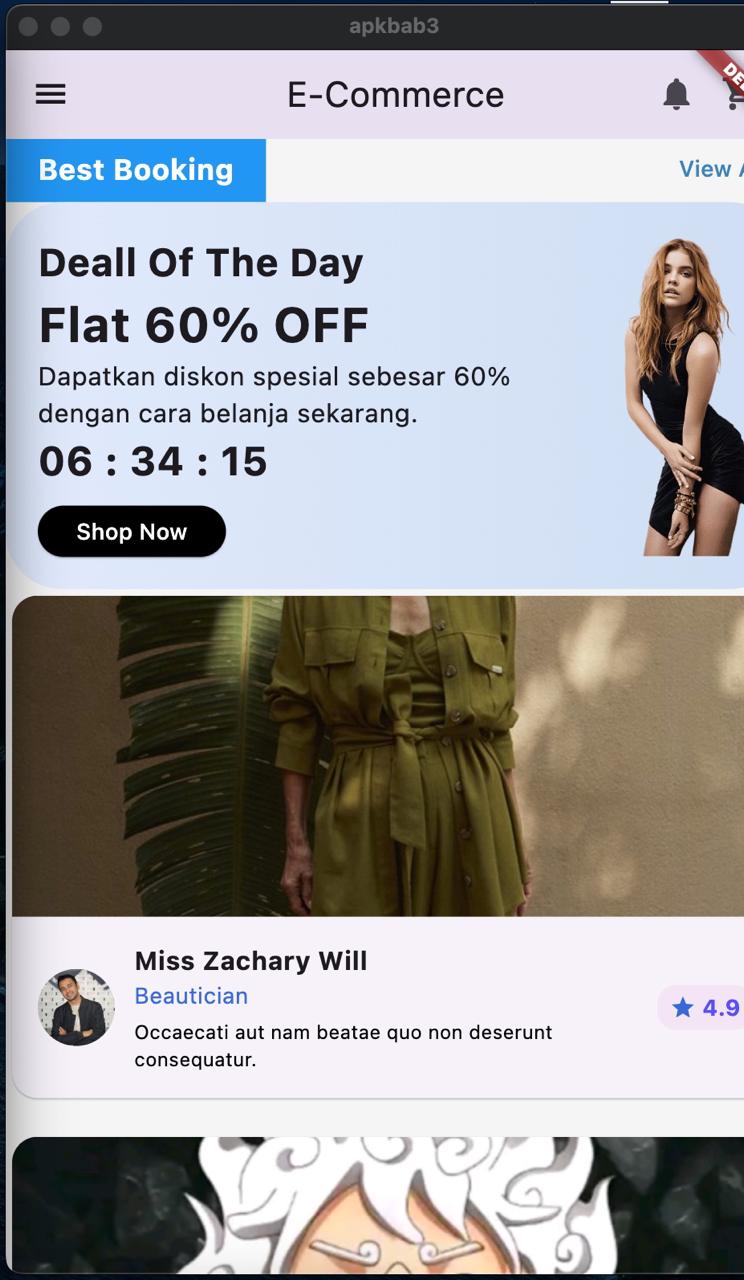 apkbab3
E-Commerce
Best Booking
View
Deall Of The Day
Flat 60% OFF
Dapatkan diskon spesial sebesar 60%
dengan cara belanja sekarang.
06 : 34 : 15
Shop Now
Miss Zachary Will
Beautician
Occaecati aut nam beatae quo non deserunt
consequatur.
4.9